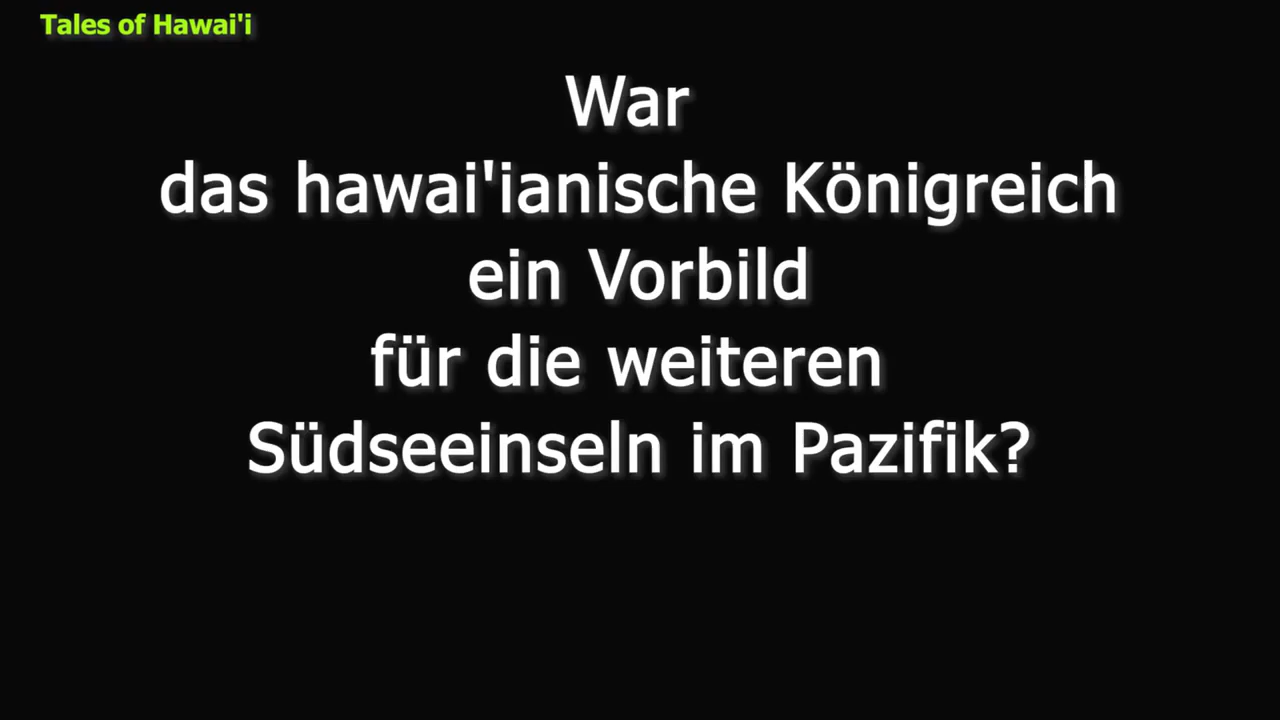 Tales of Hawai'i
War
das hawai'ianische Königreich
ein Vorbild
für die weiteren
Südseeinseln im Pazifik?